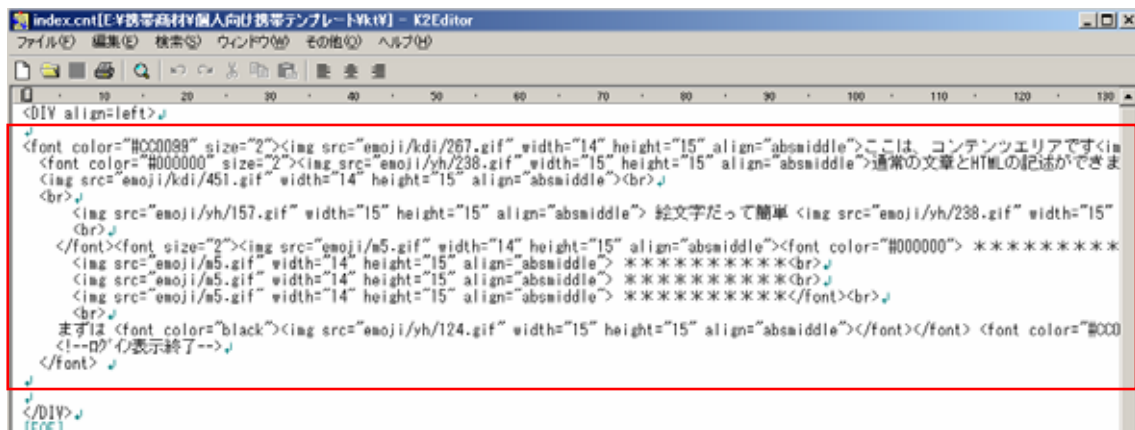 index.cnt[E:¥携帯商材¥個人向け携帯テンプレート¥kt¥] - K2Editor
ファイル(F) 編集(E) 検索(S) ウィンドウ(W) その他(O) ヘルプ(H)
10 20 30 40 50 60 70 80 90 100 110 120 130
<DIV align=left>↲
↲
<font color="#CC0099" size="2"><img src="emoji/kdi/267.gif" width="14" height="15" align="absmiddle">ここは、コンテンツエリアです<im
<font color="#000000" size="2"><img src="emoji/yh/238.gif" width="15" height="15" align="absmiddle">通常の文章とHTMLの記述ができま
<img src="emoji/kdi/451.gif" width="14" height="15" align="absmiddle"><br>↲
<br>↲
<img src="emoji/yh/157.gif" width="15" height="15" align="absmiddle"> 絵文字だって簡単 <img src="emoji/yh/238.gif" width="15"
<br>↲
</font><font size="2"><img src="emoji/m5.gif" width="14" height="15" align="absmiddle"><font color="#000000"> ＊＊＊＊＊＊＊＊＊
<img src="emoji/m5.gif" width="14" height="15" align="absmiddle"> ＊＊＊＊＊＊＊＊＊＊<br>↲
<img src="emoji/m5.gif" width="14" height="15" align="absmiddle"> ＊＊＊＊＊＊＊＊＊＊<br>↲
<img src="emoji/m5.gif" width="14" height="15" align="absmiddle"> ＊＊＊＊＊＊＊＊＊＊</font><br>↲
<br>↲
まずは <font color="black"><img src="emoji/yh/124.gif" width="15" height="15" align="absmiddle"></font></font> <font color="#CC0
<!--ﾛｸﾞｲﾝ表示終了-->↲
</font> ↲
↲
↲
</DIV>↲
[EOF]